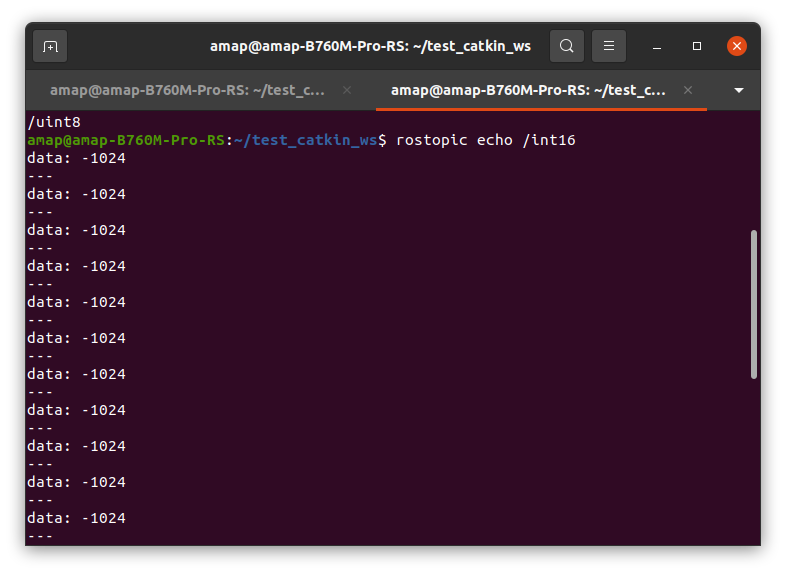 amap@amap-B760M-Pro-RS: ~/test_catkin_ws
amap@amap-B760M-Pro-RS: ~/test_c...
amap@amap-B760M-Pro-RS: ~/test_c...
/uint8
amap@amap-B760M-Pro-RS:~/test_catkin_ws$ rostopic echo /int16
data: -1024
---
data: -1024
---
data: -1024
---
data: -1024
---
data: -1024
---
data: -1024
---
data: -1024
---
data: -1024
---
data: -1024
---
data: -1024
---
data: -1024
---